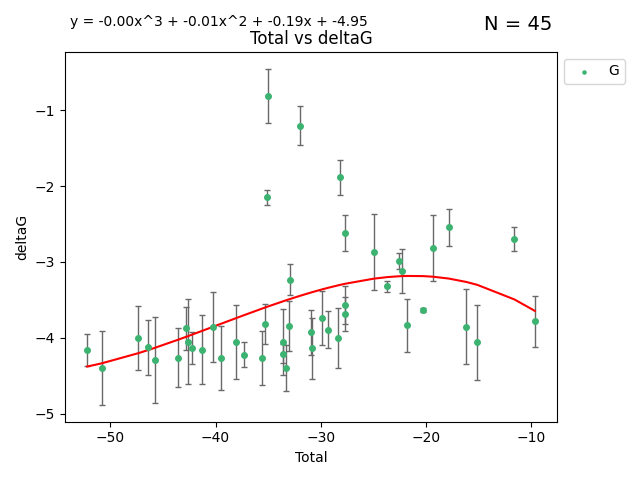 y = -0.00x^3 + -0.01x^2 + -0.19x + -4.95
N = 45
Total vs deltaG
G
−1
−2
−3
−4
−5
deltaG
−50 −40 −30 −20 −10
Total